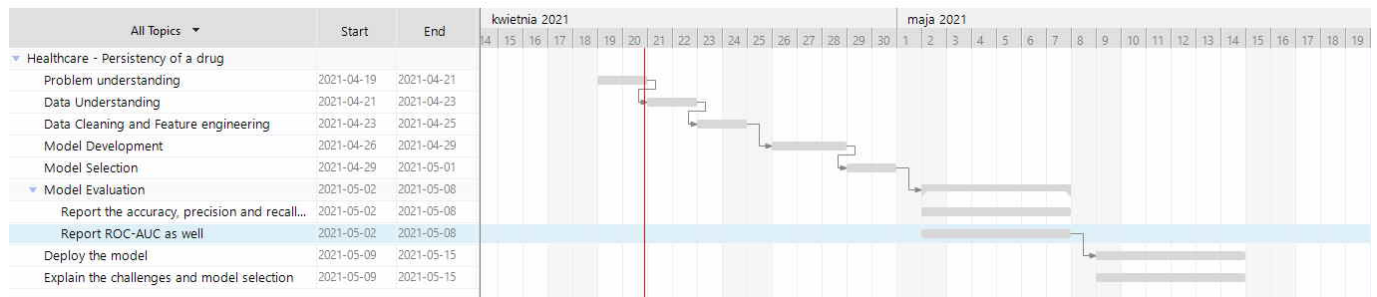 kwietnia 2021 maja 2021
All Topics Start End 14 15 16 17 18 19 20 21 22 23 24 25 26 27 28 29 30 1 2 3 4 5 6 7 8 9 10 11 12 13 14 15 16 17 18 19
Healthcare - Persistency of a drug
Problem understanding 2021-04-19 2021-04-21
Data Understanding 2021-04-21 2021-04-23
Data Cleaning and Feature engineering 2021-04-23 2021-04-25
Model Development 2021-04-26 2021-04-29
Model Selection 2021-04-29 2021-05-01
Model Evaluation 2021-05-02 2021-05-08
Report the accuracy, precision and recall... 2021-05-02 2021-05-08
Report ROC-AUC as well 2021-05-02 2021-05-08
Deploy the model 2021-05-09 2021-05-15
Explain the challenges and model selection 2021-05-09 2021-05-15